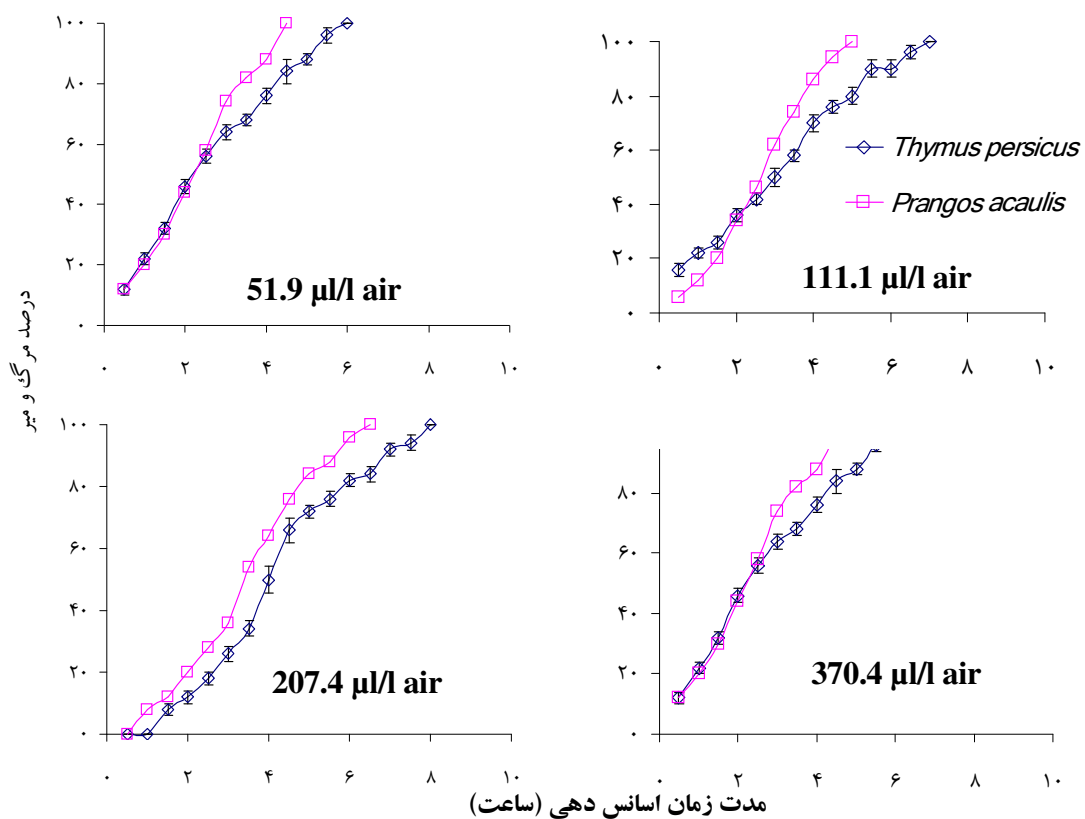 ۱۰۰
۸۰
۶۰
۴۰
۲۰
۰
۰ ۲ ۴ ۶ ۸ ۱۰
51.9 µl/l air
۱۰۰
۸۰
۶۰
۴۰
۲۰
۰
۰ ۲ ۴ ۶ ۸ ۱۰
Thymus persicus
Prangos acaulis
111.1 µl/l air
درصد مرگ و میر
۱۰۰
۸۰
۶۰
۴۰
۲۰
۰
۰ ۲ ۴ ۶ ۸ ۱۰
207.4 µl/l air
۸۰
۶۰
۴۰
۲۰
۰
۰ ۲ ۴ ۶ ۸ ۱۰
370.4 µl/l air
مدت زمان اسانس دهی (ساعت)